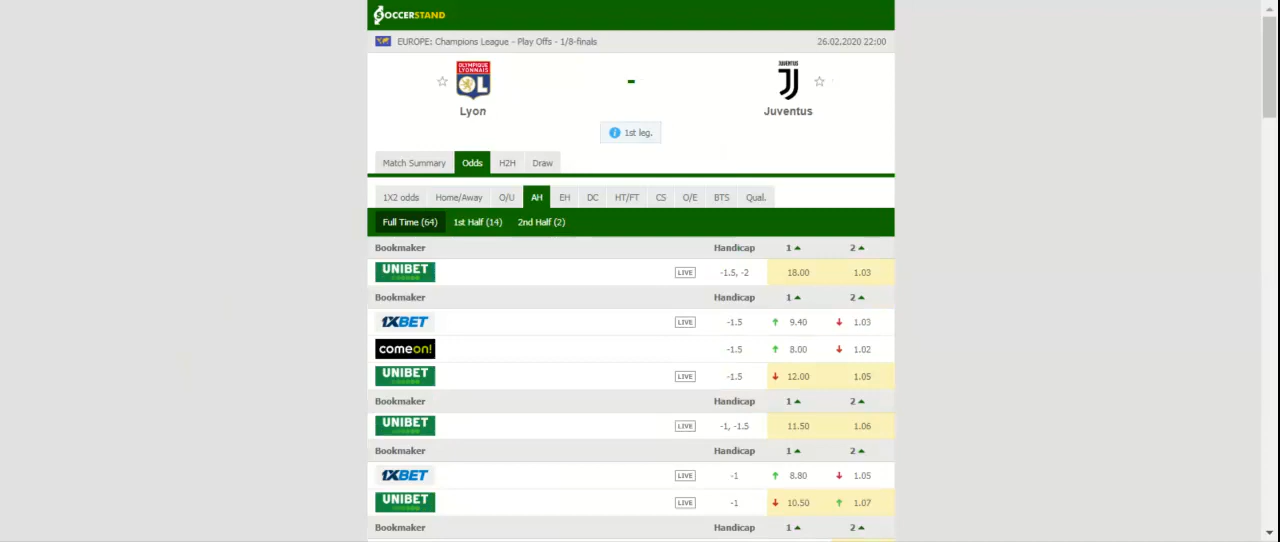 SOCCERSTAND
EUROPE: Champions League - Play Offs - 1/8-finals 26.02.2020 22:00
OLYMPIQUE LYONNAIS OL - JUVENTUS
Lyon Juventus
1st leg.
Match Summary Odds H2H Draw
1X2 odds Home/Away O/U AH EH DC HT/FT CS O/E BTS Qual.
Full Time (64) 1st Half (14) 2nd Half (2)
Bookmaker Handicap 1 2
UNIBET LIVE -1.5, -2 18.00 1.03
Bookmaker Handicap 1 2
1XBET LIVE -1.5 9.40 1.03
comeon! -1.5 8.00 1.02
UNIBET LIVE -1.5 12.00 1.05
Bookmaker Handicap 1 2
UNIBET LIVE -1, -1.5 11.50 1.06
Bookmaker Handicap 1 2
1XBET LIVE -1 8.80 1.05
UNIBET LIVE -1 10.50 1.07
Bookmaker Handicap 1 2